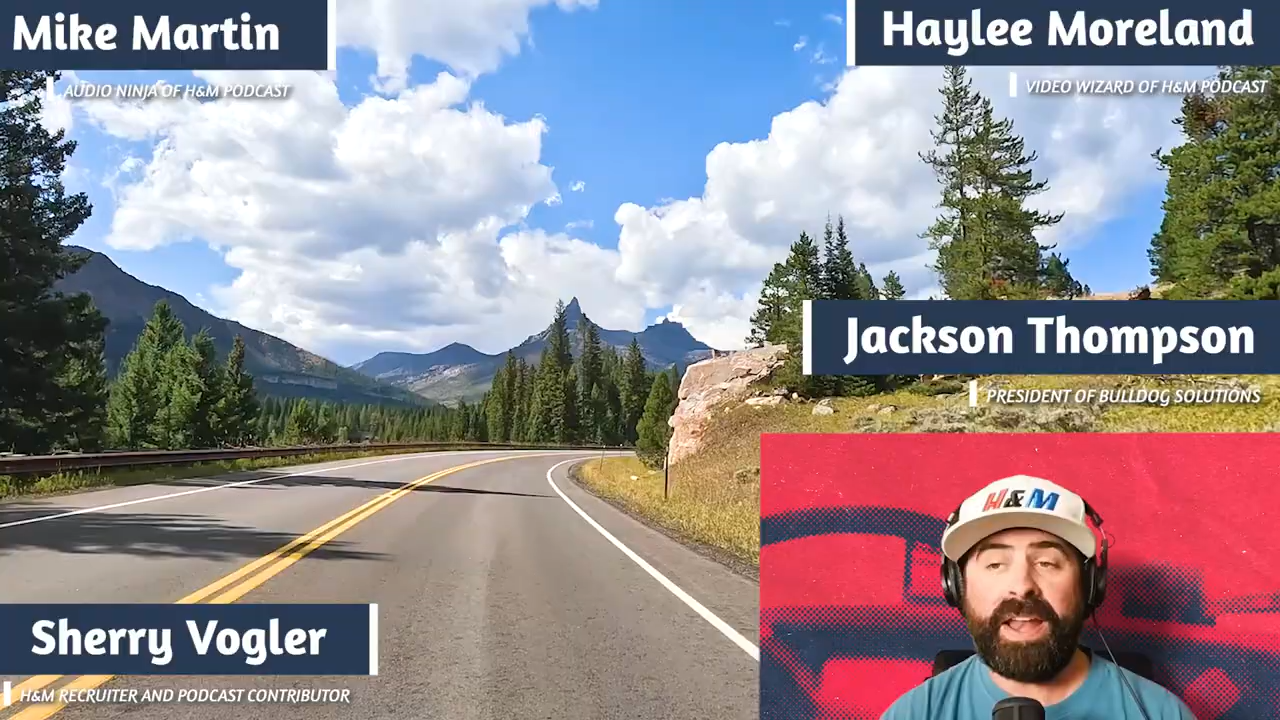 Mike Martin
AUDIO NINJA OF H&M PODCAST
Haylee Moreland
VIDEO WIZARD OF H&M PODCAST
Jackson Thompson
PRESIDENT OF BULLDOG SOLUTIONS
H&M
Sherry Vogler
H&M RECRUITER AND PODCAST CONTRIBUTOR